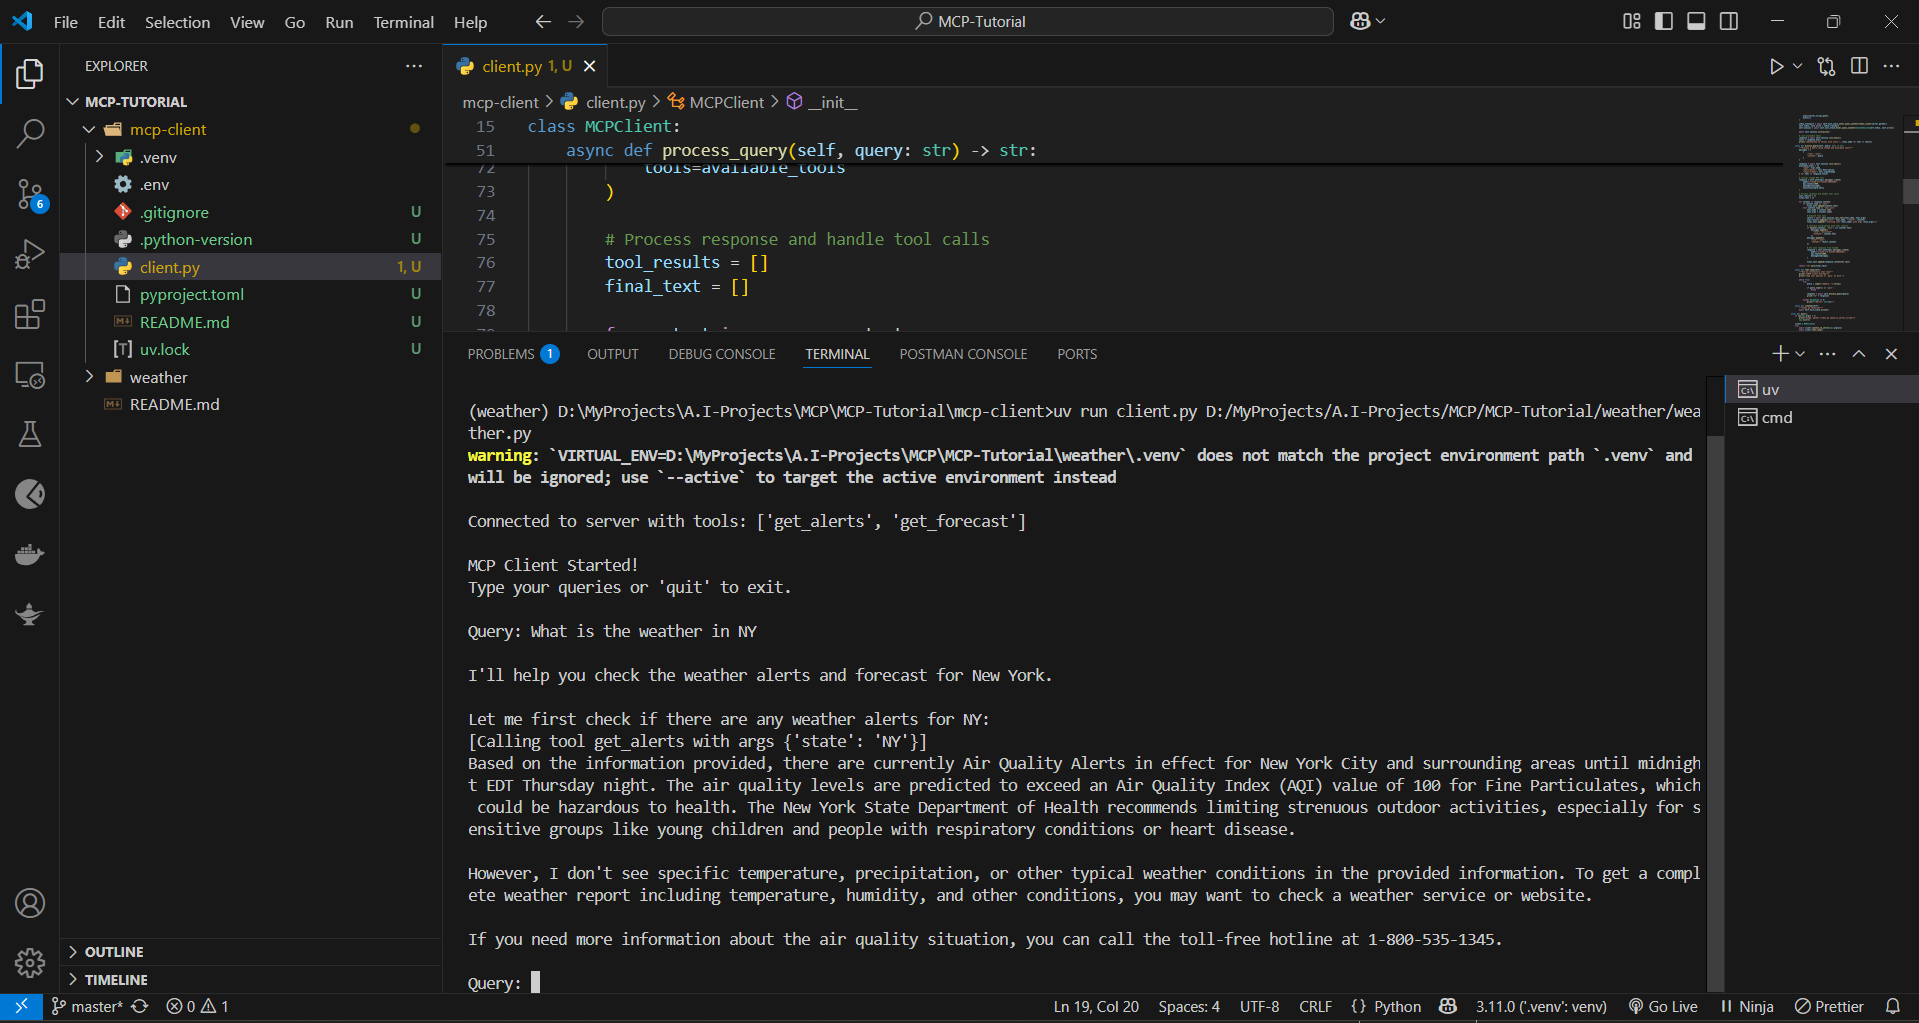 File Edit Selection View Go Run Terminal Help
MCP-Tutorial
EXPLORER
MCP-TUTORIAL
mcp-client
.venv
.env
.gitignore U
.python-version U
client.py 1, U
pyproject.toml U
README.md U
uv.lock U
weather
README.md
OUTLINE
TIMELINE
6
client.py 1, U
mcp-client > client.py > MCPClient > __init__
15 class MCPClient:
51 async def process_query(self, query: str) -> str:
72 tools=available_tools
73 )
74
75 # Process response and handle tool calls
76 tool_results = []
77 final_text = []
78
PROBLEMS 1 OUTPUT DEBUG CONSOLE TERMINAL POSTMAN CONSOLE PORTS
uv
cmd
(weather) D:\MyProjects\A.I-Projects\MCP\MCP-Tutorial\mcp-client>uv run client.py D:/MyProjects/A.I-Projects/MCP/MCP-Tutorial/weather/wea
ther.py
warning: `VIRTUAL_ENV=D:\MyProjects\A.I-Projects\MCP\MCP-Tutorial\weather\.venv` does not match the project environment path `.venv` and
will be ignored; use `--active` to target the active environment instead
Connected to server with tools: ['get_alerts', 'get_forecast']
MCP Client Started!
Type your queries or 'quit' to exit.
Query: What is the weather in NY
I'll help you check the weather alerts and forecast for New York.
Let me first check if there are any weather alerts for NY:
[Calling tool get_alerts with args {'state': 'NY'}]
Based on the information provided, there are currently Air Quality Alerts in effect for New York City and surrounding areas until midnigh
t EDT Thursday night. The air quality levels are predicted to exceed an Air Quality Index (AQI) value of 100 for Fine Particulates, which
could be hazardous to health. The New York State Department of Health recommends limiting strenuous outdoor activities, especially for s
ensitive groups like young children and people with respiratory conditions or heart disease.
However, I don't see specific temperature, precipitation, or other typical weather conditions in the provided information. To get a compl
ete weather report including temperature, humidity, and other conditions, you may want to check a weather service or website.
If you need more information about the air quality situation, you can call the toll-free hotline at 1-800-535-1345.
Query:
master* 0 1 Ln 19, Col 20 Spaces: 4 UTF-8 CRLF {} Python 3.11.0 ('.venv': venv) Go Live Ninja Prettier